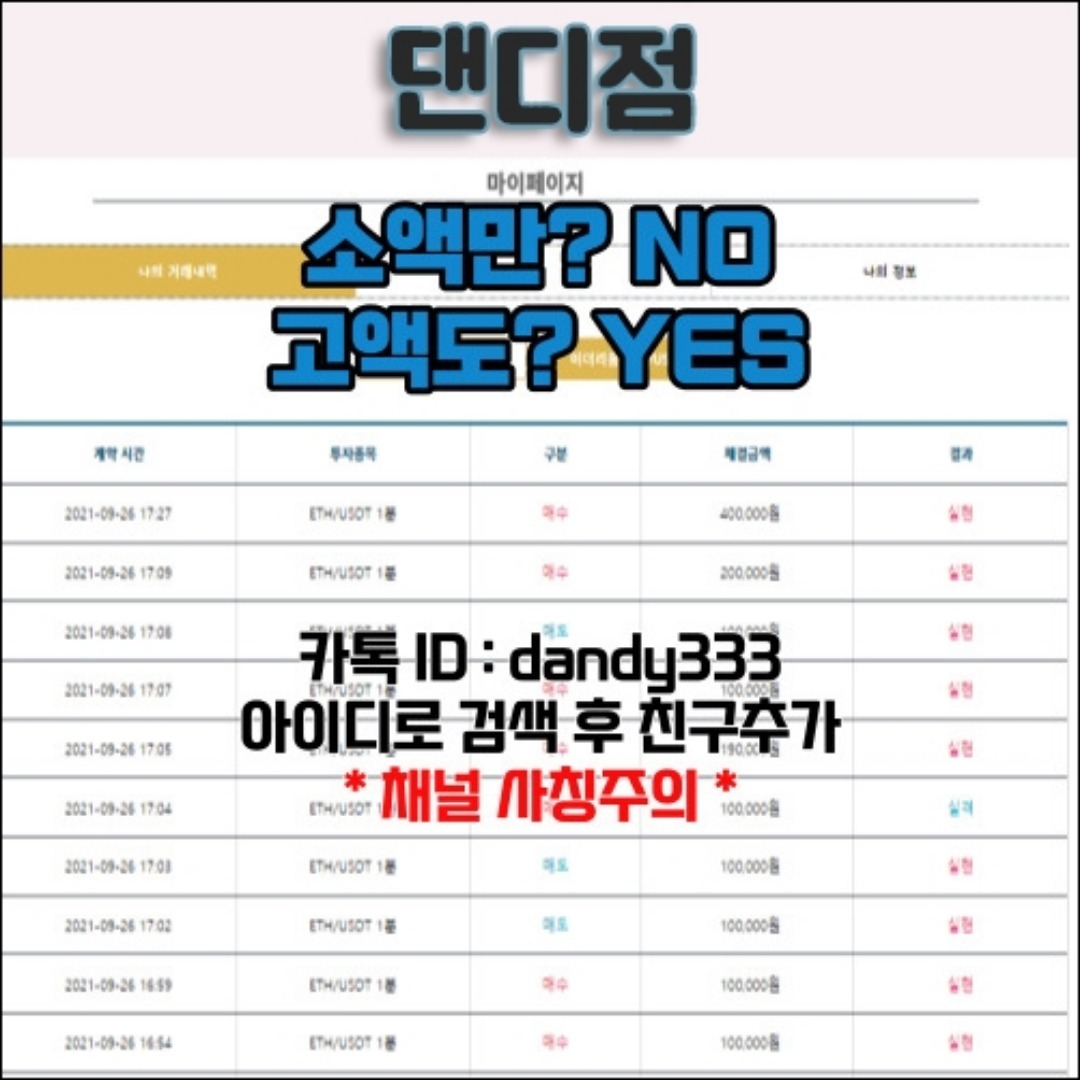 댄디점
마이페이지
소액만? NO
나의 거래내역
나의 정보
고액도? YES
계약 시간 투자종목 구분 체결금액 결과
2021-09-26 17:27 ETH/USDT 1분 매수 400,000원 실현
2021-09-26 17:09 ETH/USDT 1분 매수 200,000원 실현
2021-09-26 17:08 ETH/USDT 1분 매도 100,000원 실현
카톡 ID : dandy333
2021-09-26 17:07 ETH/USDT 1분 매수 100,000원 실현
아이디로 검색 후 친구추가
2021-09-26 17:05 190,000원 실현
* 채널 사칭주의 *
2021-09-26 17:04 ETH/USDT 100,000원 실격
2021-09-26 17:03 ETH/USDT 1분 매도 100,000원 실현
2021-09-26 17:02 ETH/USDT 1분 매도 100,000원 실현
2021-09-26 16:59 ETH/USDT 1분 매수 100,000원 실현
2021-09-26 16:54 ETH/USDT 1분 매수 100,000원 실현